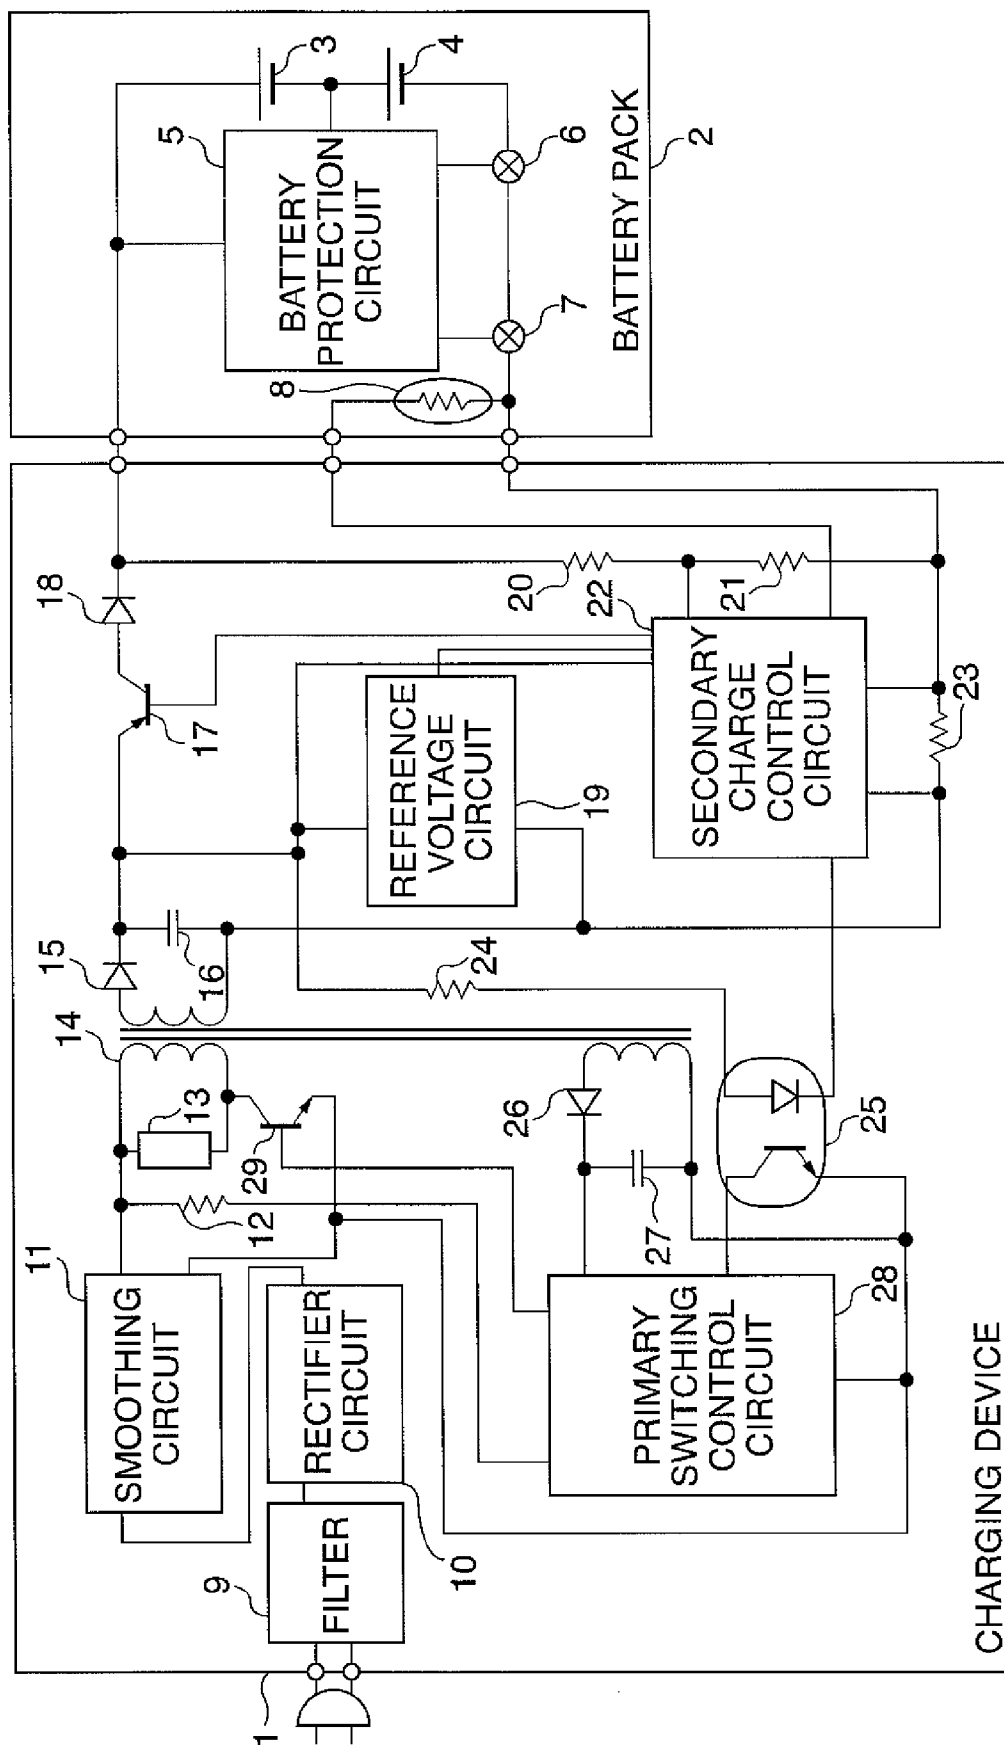 CHARGING DEVICE
1
9
FILTER
10
RECTIFIER
CIRCUIT
11
SMOOTHING
CIRCUIT
12
13
14
29
15
16
17
18
REFERENCE
VOLTAGE
CIRCUIT
19
20
21
22
SECONDARY
CHARGE
CONTROL
CIRCUIT
23
24
25
26
27
28
PRIMARY
SWITCHING
CONTROL
CIRCUIT
BATTERY PACK
2
3
4
5
BATTERY
PROTECTION
CIRCUIT
6
7
8